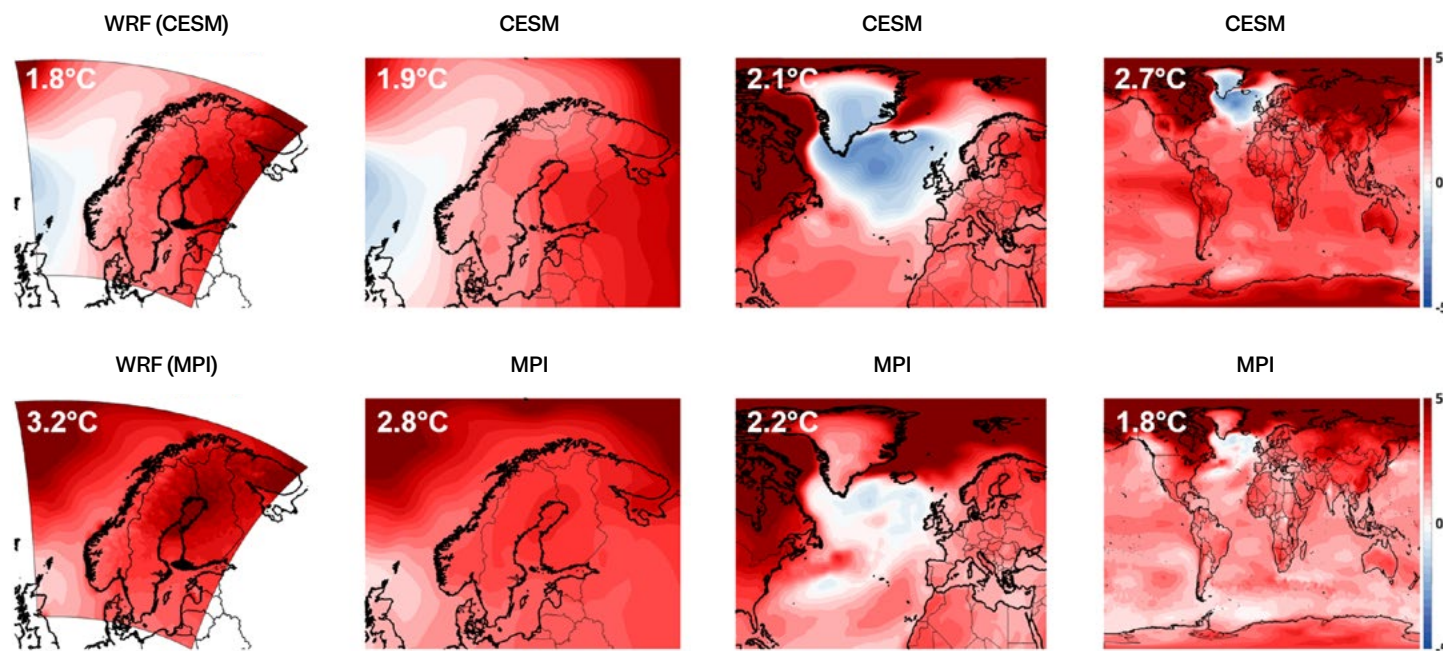 WRF (CESM)
CESM
CESM
CESM
1.8°C
1.9°C
2.1°C
2.7°C
5
0
WRF (MPI)
MPI
MPI
MPI
3.2°C
2.8°C
2.2°C
1.8°C
5
0